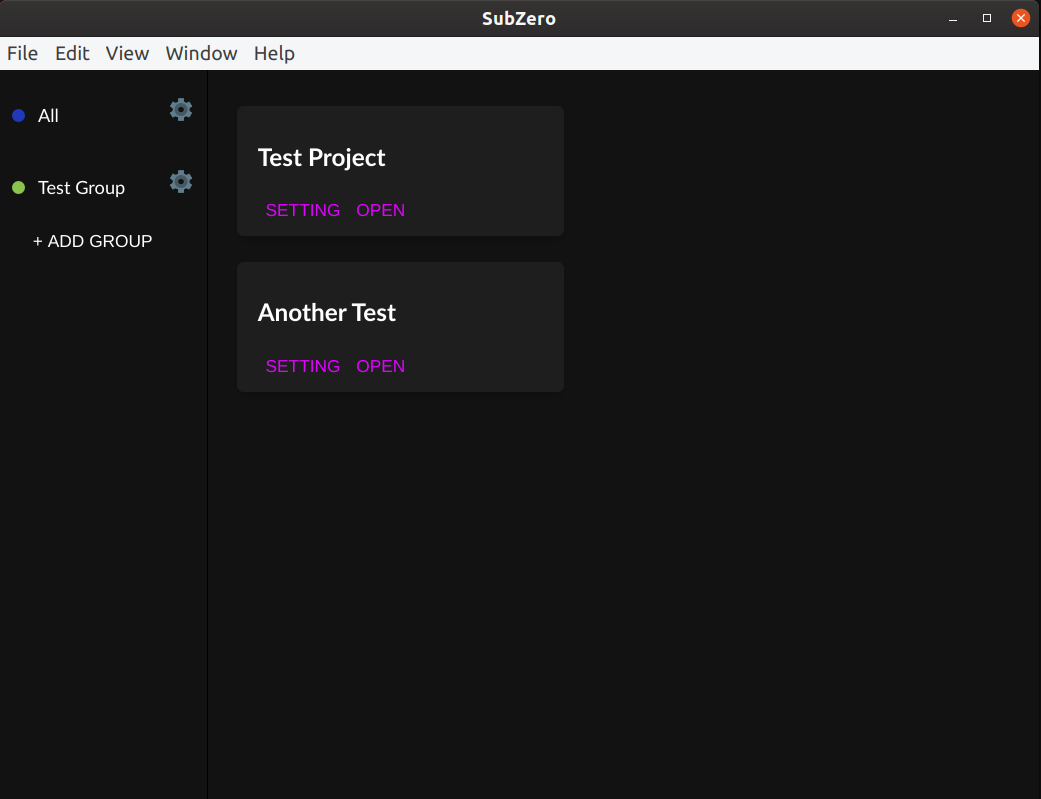 SubZero
File Edit View Window Help
All
Test Group
+ ADD GROUP
Test Project
SETTING OPEN
Another Test
SETTING OPEN